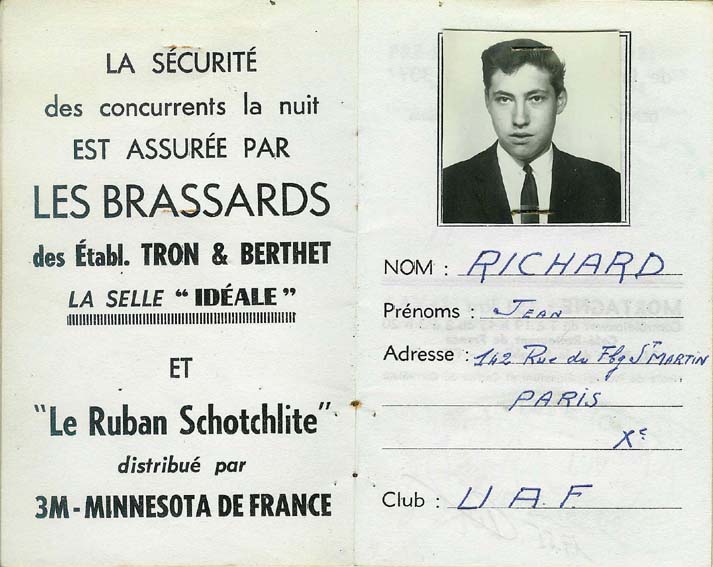 LA SÉCURITÉ
des concurrents la nuit
EST ASSURÉE PAR
LES BRASSARDS
des Établ. TRON & BERTHET
LA SELLE "IDÉALE"
ET
"Le Ruban Schotchlite"
distribué par
3M - MINNESOTA DE FRANCE
NOM : RICHARD
Prénoms : JEAN
Adresse : 142 Rue du Fbg ST MARTIN
PARIS
Xe
Club : U A.F.